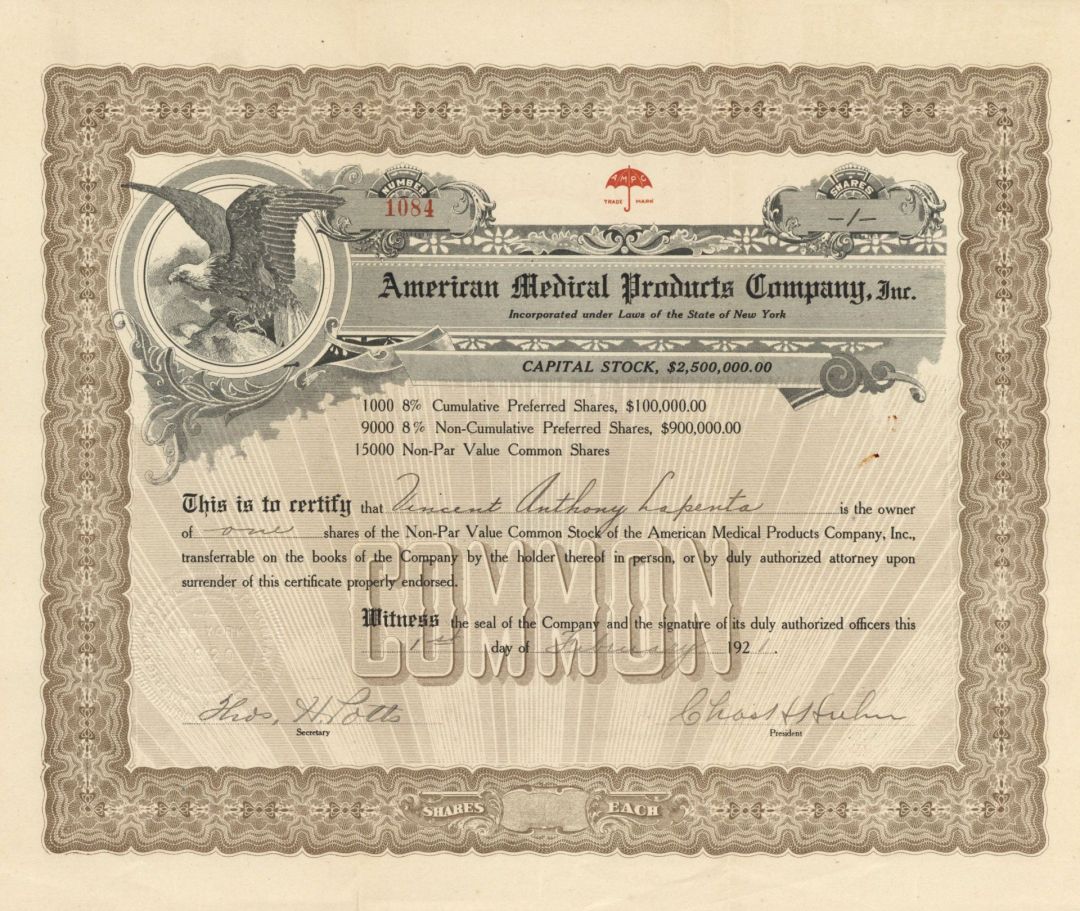 NUMBER
1084
AMPC
TRADE MARK
SHARES
-1-
American Medical Products Company, Inc.
Incorporated under Laws of the State of New York
CAPITAL STOCK, $2,500,000.00
1000 8% Cumulative Preferred Shares, $100,000.00
9000 8% Non-Cumulative Preferred Shares, $900,000.00
15000 Non-Par Value Common Shares
This is to certify that Vincent Anthony Lapenta is the owner
of one shares of the Non-Par Value Common Stock of the American Medical Products Company, Inc.,
transferrable on the books of the Company by the holder thereof in person, or by duly authorized attorney upon
surrender of this certificate properly endorsed.
COMMON
Witness the seal of the Company and the signature of its duly authorized officers this
1st day of February 1921.
Thos. H. Potts
Chas H
Secretary
President
SHARES EACH